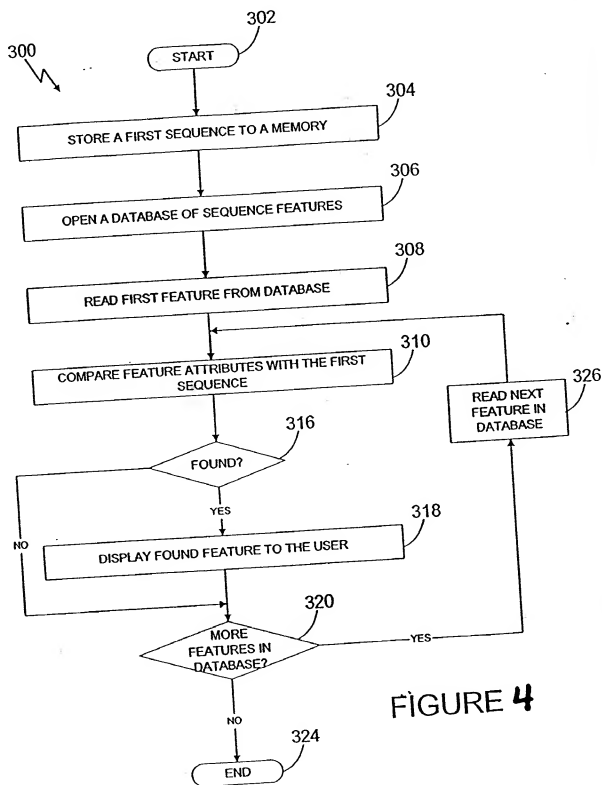 302
300
START
304
STORE A FIRST SEQUENCE TO A MEMORY
306
OPEN A DATABASE OF SEQUENCE FEATURES
308
READ FIRST FEATURE FROM DATABASE
310
COMPARE FEATURE ATTRIBUTES WITH THE FIRST
SEQUENCE
READ NEXT
FEATURE IN
DATABASE
326
316
FOUND?
YES
NO
318
DISPLAY FOUND FEATURE TO THE USER
320
MORE
FEATURES IN
DATABASE?
YES
NO
FIGURE 4
324
END